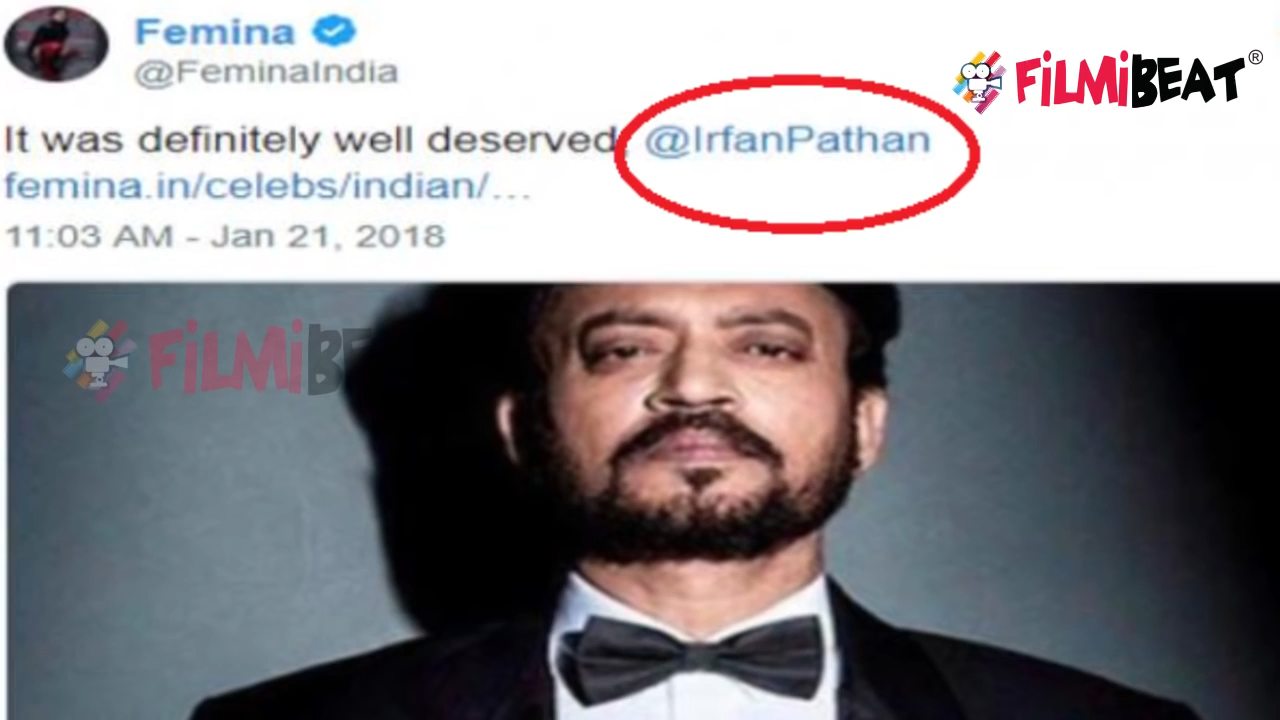 Femina
@FeminaIndia
FILMIBEAT®
It was definitely well deserved, @IrfanPathan
femina.in/celebs/indian/...
11:03 AM - Jan 21, 2018
FILMIBEA